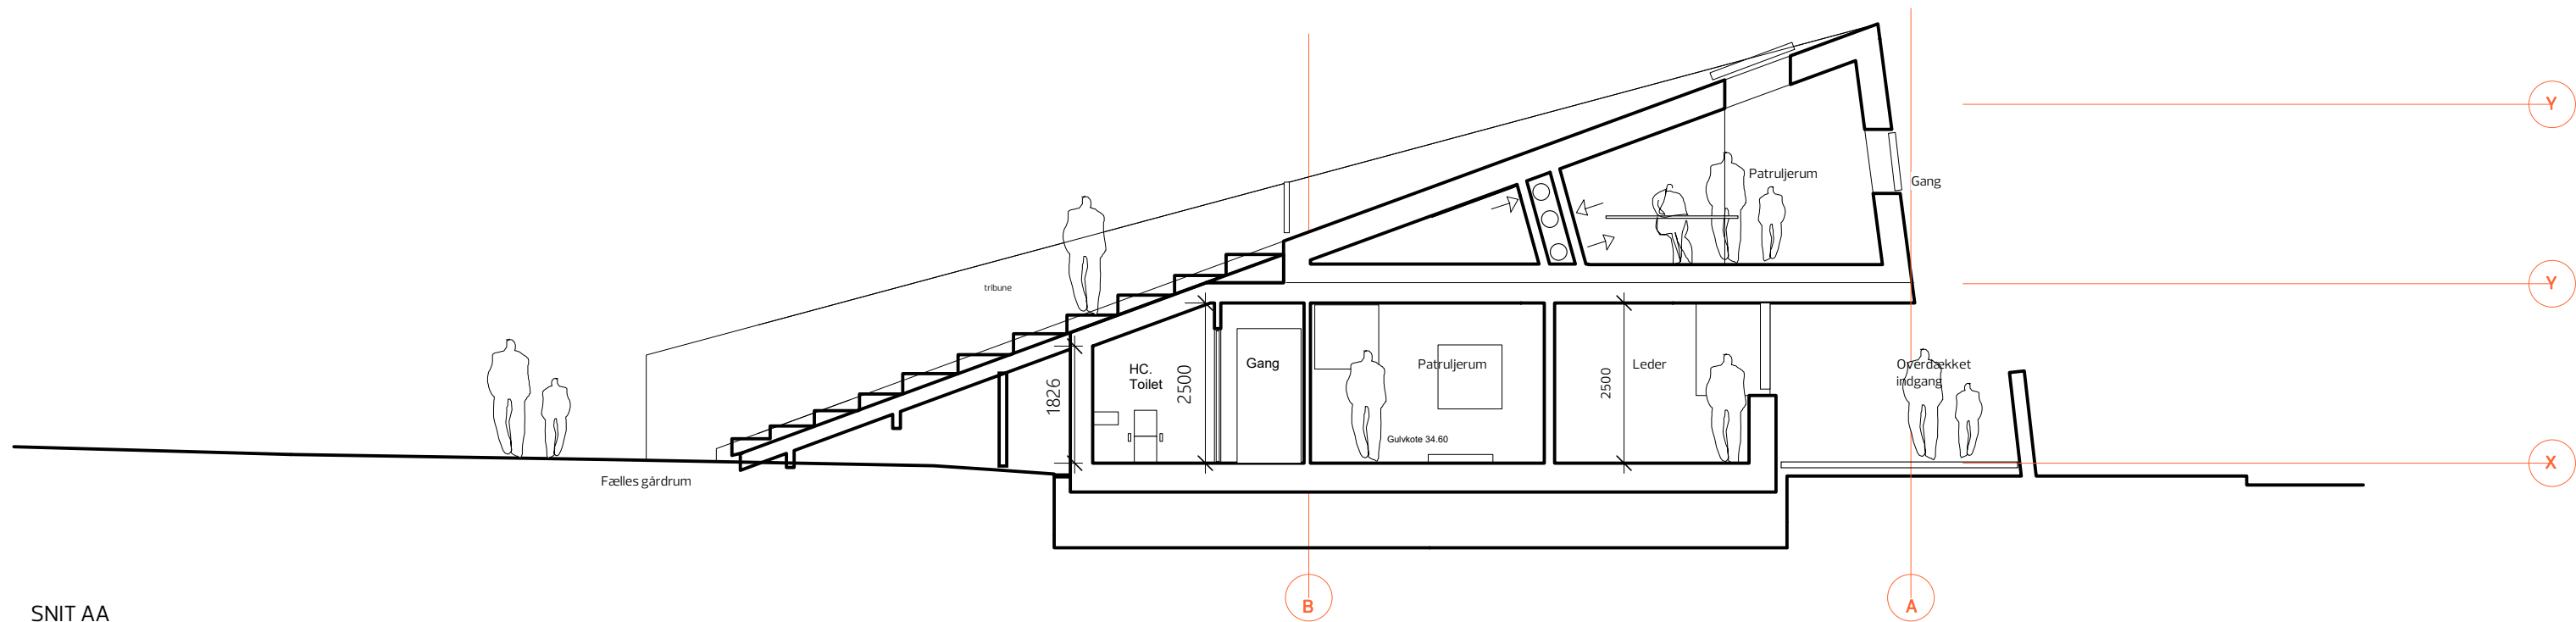 Y
Patruljerum
Gang
Y
tribune
HC.
Toilet
1826
2500
Gang
Patruljerum
2500
Leder
Overdækket
indgang
Gulvkote 34.60
X
Fælles gårdrum
B
A
SNIT AA